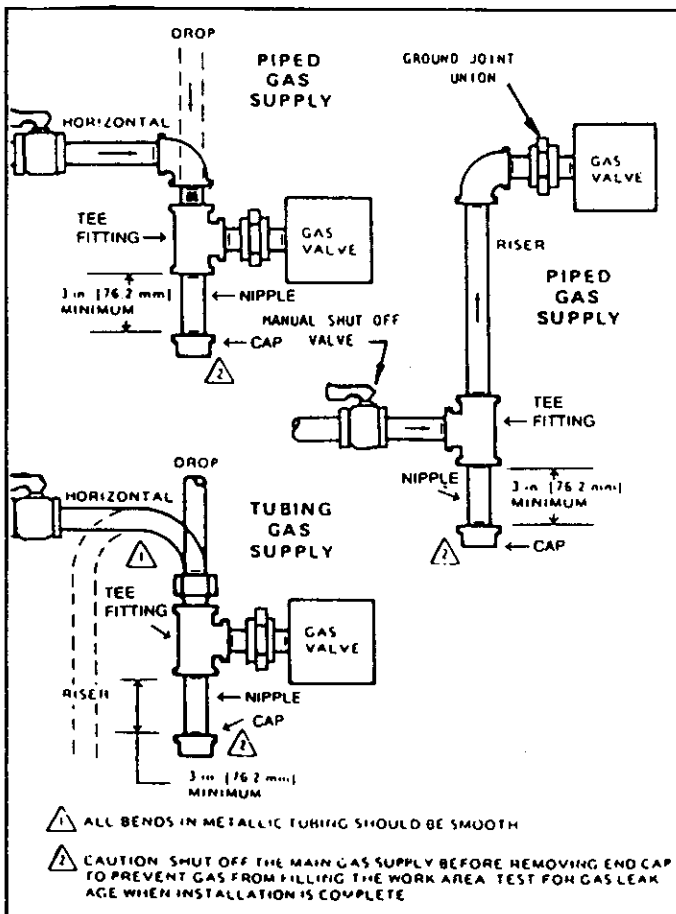 DROP
PIPED
GAS
SUPPLY
HORIZONTAL
TEE
FITTING
GAS
VALVE
3 in. [76.2 mm]
MINIMUM
NIPPLE
CAP
2
GROUND JOINT
UNION
GAS
VALVE
RISER
PIPED
GAS
SUPPLY
MANUAL SHUT OFF
VALVE
TEE
FITTING
NIPPLE
3 in. [76.2 mm]
MINIMUM
2
CAP
DROP
HORIZONTAL
TUBING
GAS
SUPPLY
1
TEE
FITTING
GAS
VALVE
RISER
NIPPLE
CAP
2
3 in. [76.2 mm]
MINIMUM
1 ALL BENDS IN METALLIC TUBING SHOULD BE SMOOTH
2 CAUTION SHUT OFF THE MAIN GAS SUPPLY BEFORE REMOVING END CAP
TO PREVENT GAS FROM FILLING THE WORK AREA TEST FOR GAS LEAK
AGE WHEN INSTALLATION IS COMPLETE